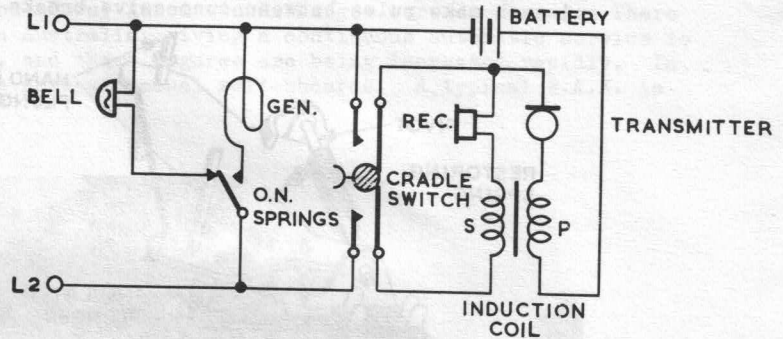 L1
BATTERY
BELL
GEN.
REC.
TRANSMITTER
O.N.
SPRINGS
CRADLE
SWITCH
S
P
L2
INDUCTION
COIL